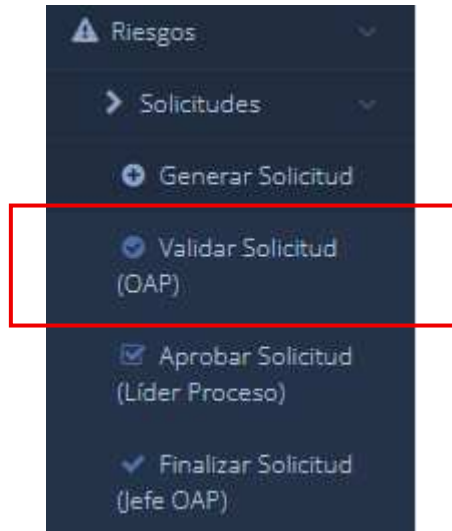 Riesgos
Solicitudes
Generar Solicitud
Validar Solicitud
(OAP)
Aprobar Solicitud
(Líder Proceso)
Finalizar Solicitud
(Jefe OAP)